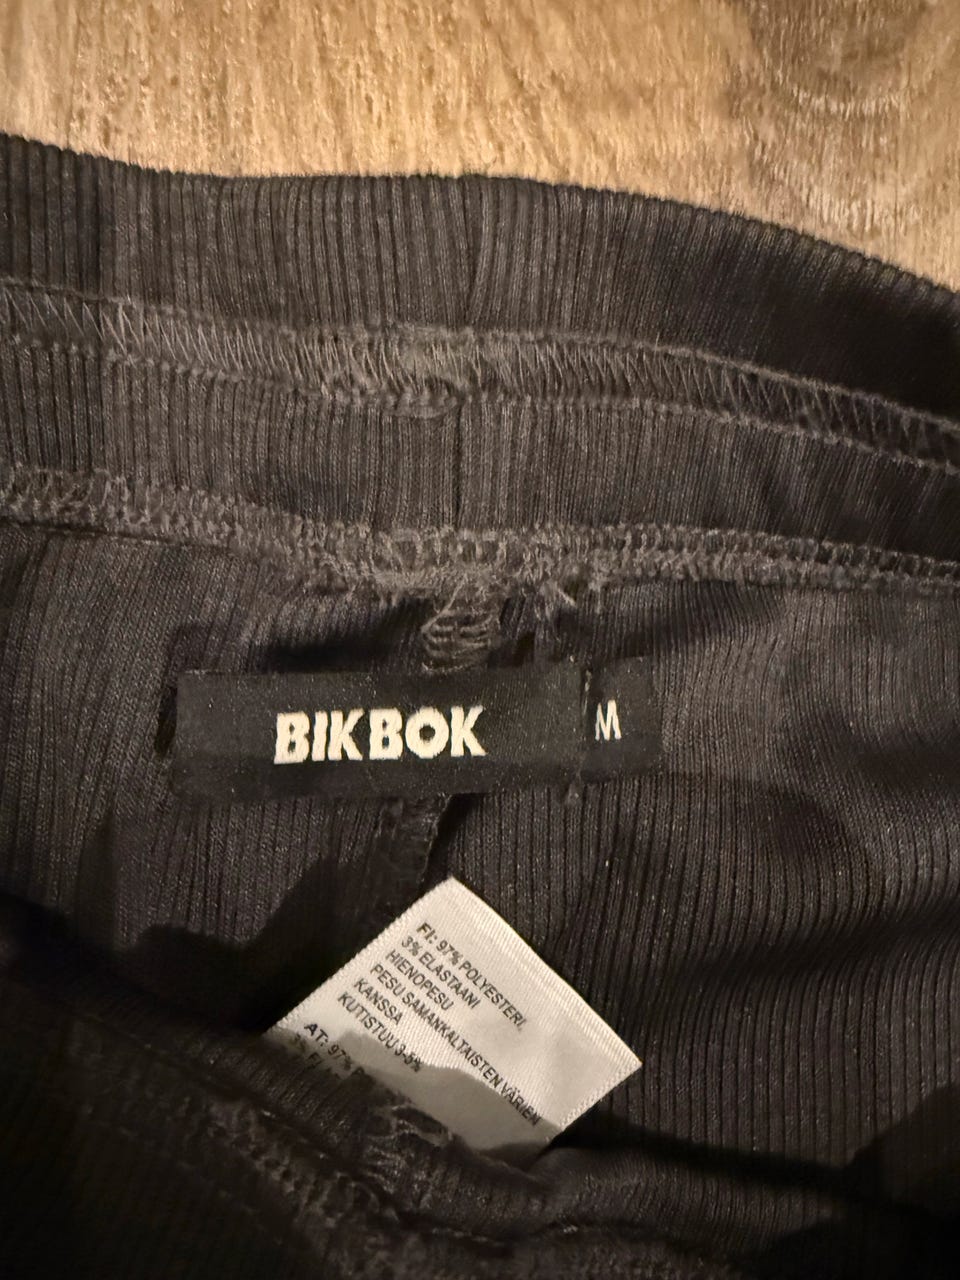 BIKBOK
M
FI: 97% POLYESTERI,
3% ELASTAANI
HIENOPESU
PESU SAMANKALTAISTEN VÄRIEN
KANSSA
KUTISTUU 3-5%
AT: 97%